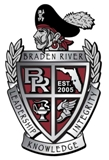 BRADEN RIVER
BR
EST
2005
LEADERSHIP
KNOWLEDGE
INTEGRITY